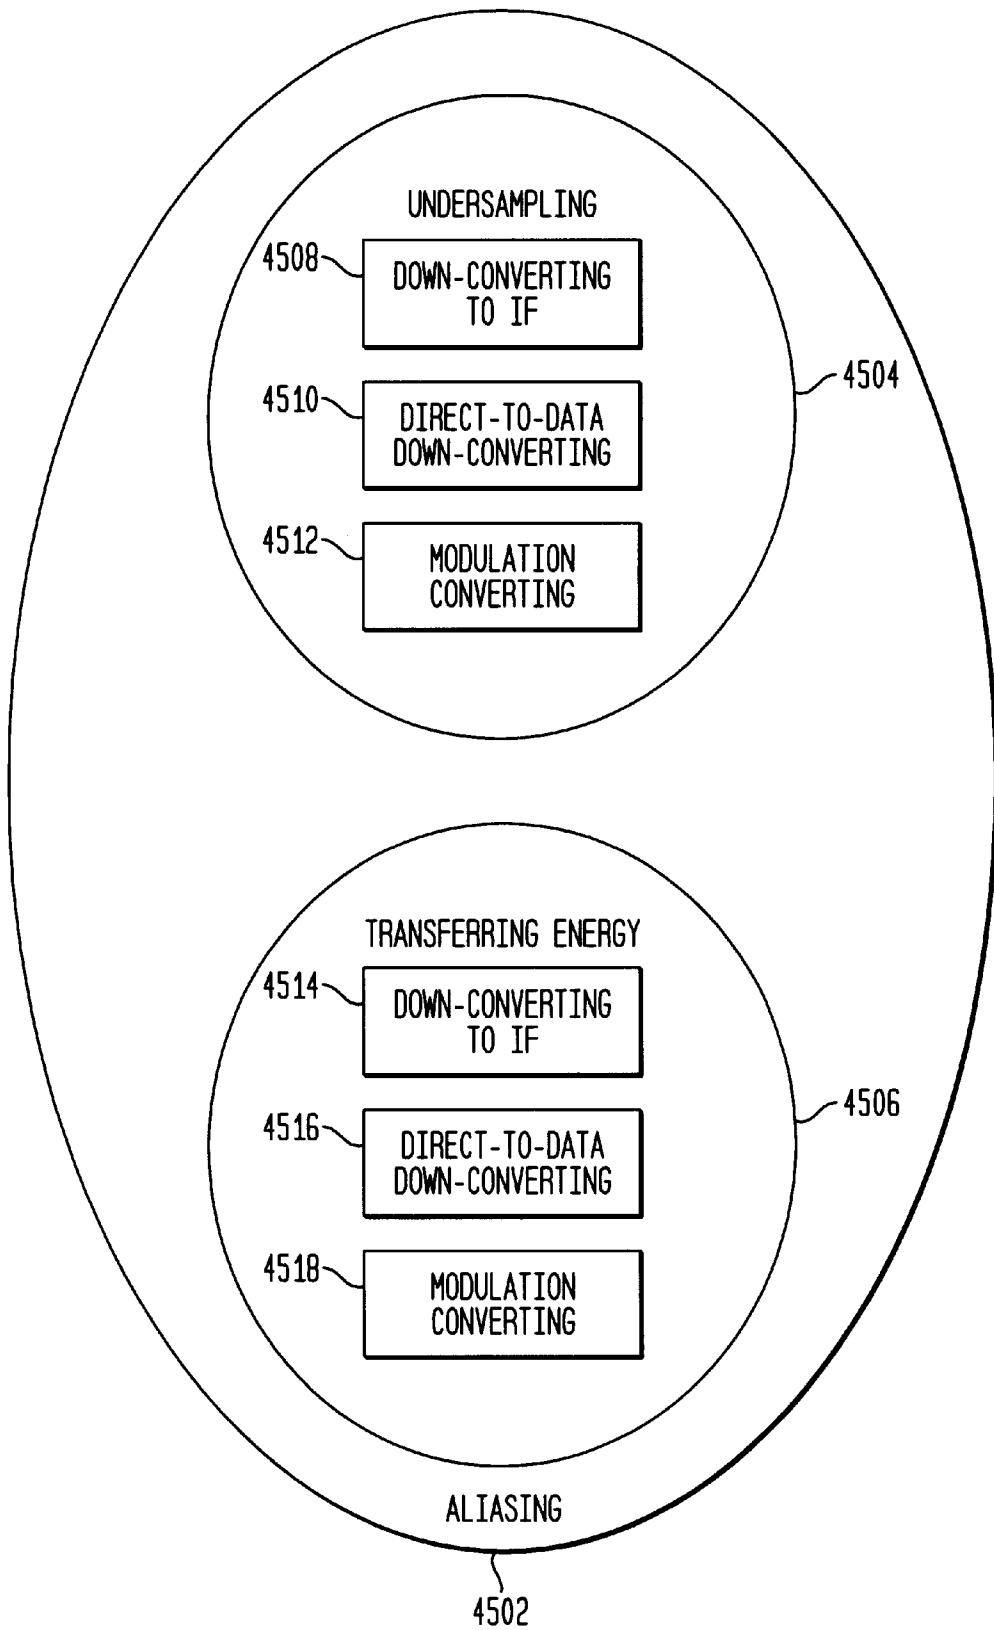 UNDERSAMPLING
4508
DOWN-CONVERTING
TO IF
4504
4510
DIRECT-TO-DATA
DOWN-CONVERTING
4512
MODULATION
CONVERTING
TRANSFERRING ENERGY
4514
DOWN-CONVERTING
TO IF
4506
4516
DIRECT-TO-DATA
DOWN-CONVERTING
4518
MODULATION
CONVERTING
ALIASING
4502